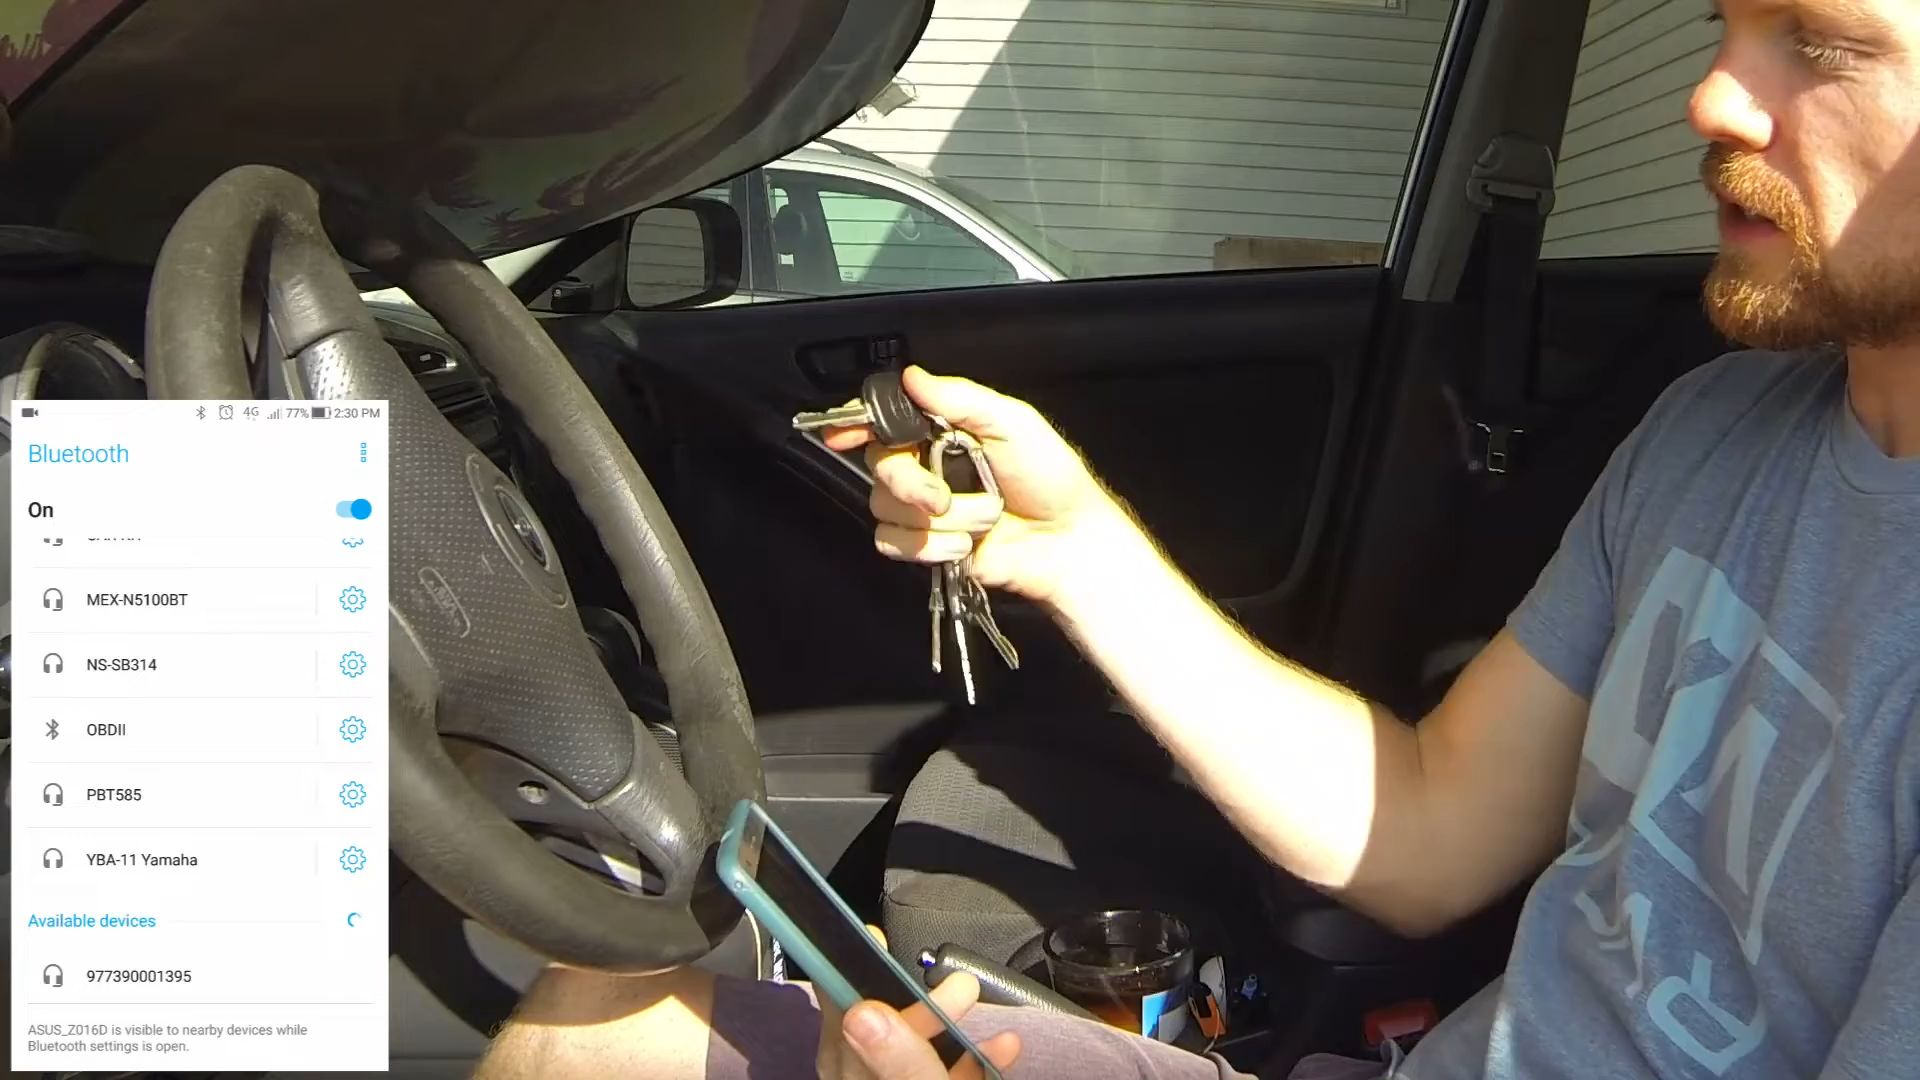 4G 77% 2:30 PM
Bluetooth
On
MEX-N5100BT
NS-SB314
OBDII
PBT585
YBA-11 Yamaha
Available devices
977390001395
ASUS_Z016D is visible to nearby devices while
Bluetooth settings is open.